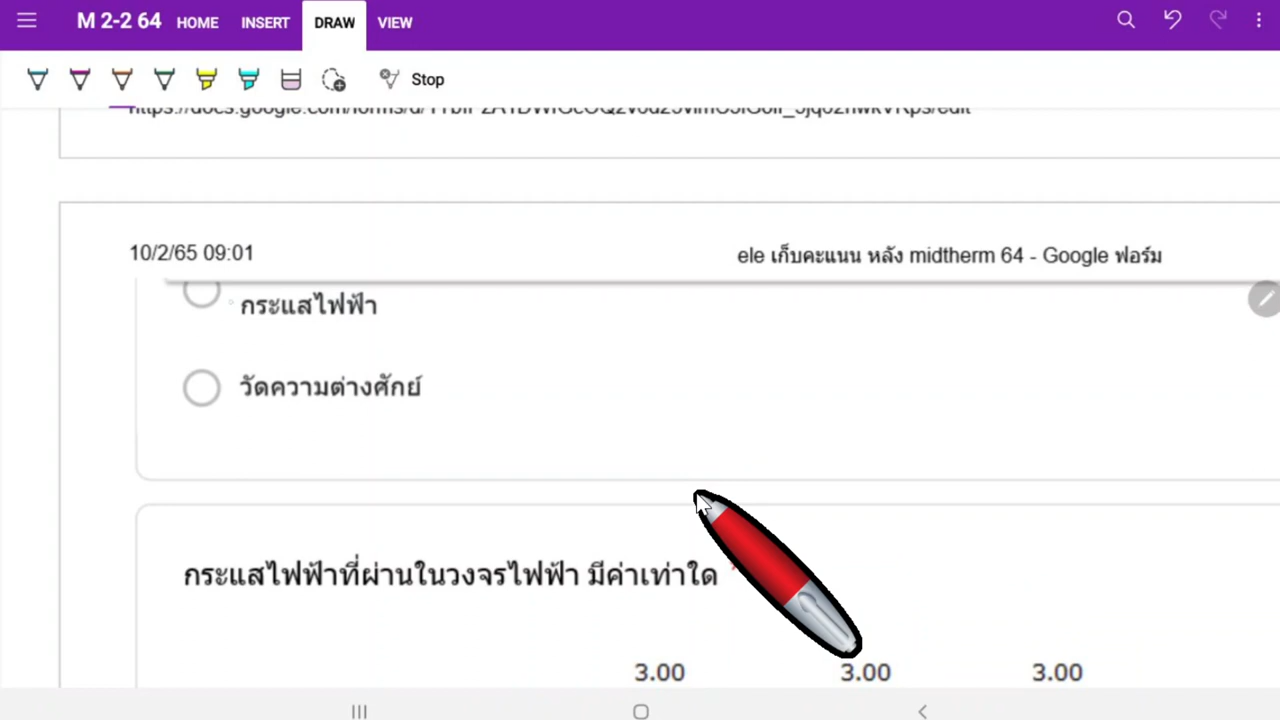 M 2-2 64 HOME INSERT DRAW VIEW
Stop
10/2/65 09:01
ele เก็บคะแนน หลัง midtherm 64 - Google ฟอร์ม
กระแสไฟฟ้า
วัดความต่างศักย์
กระแสไฟฟ้าที่ผ่านในวงจรไฟฟ้า มีค่าเท่าใด
3.00 3.00 3.00